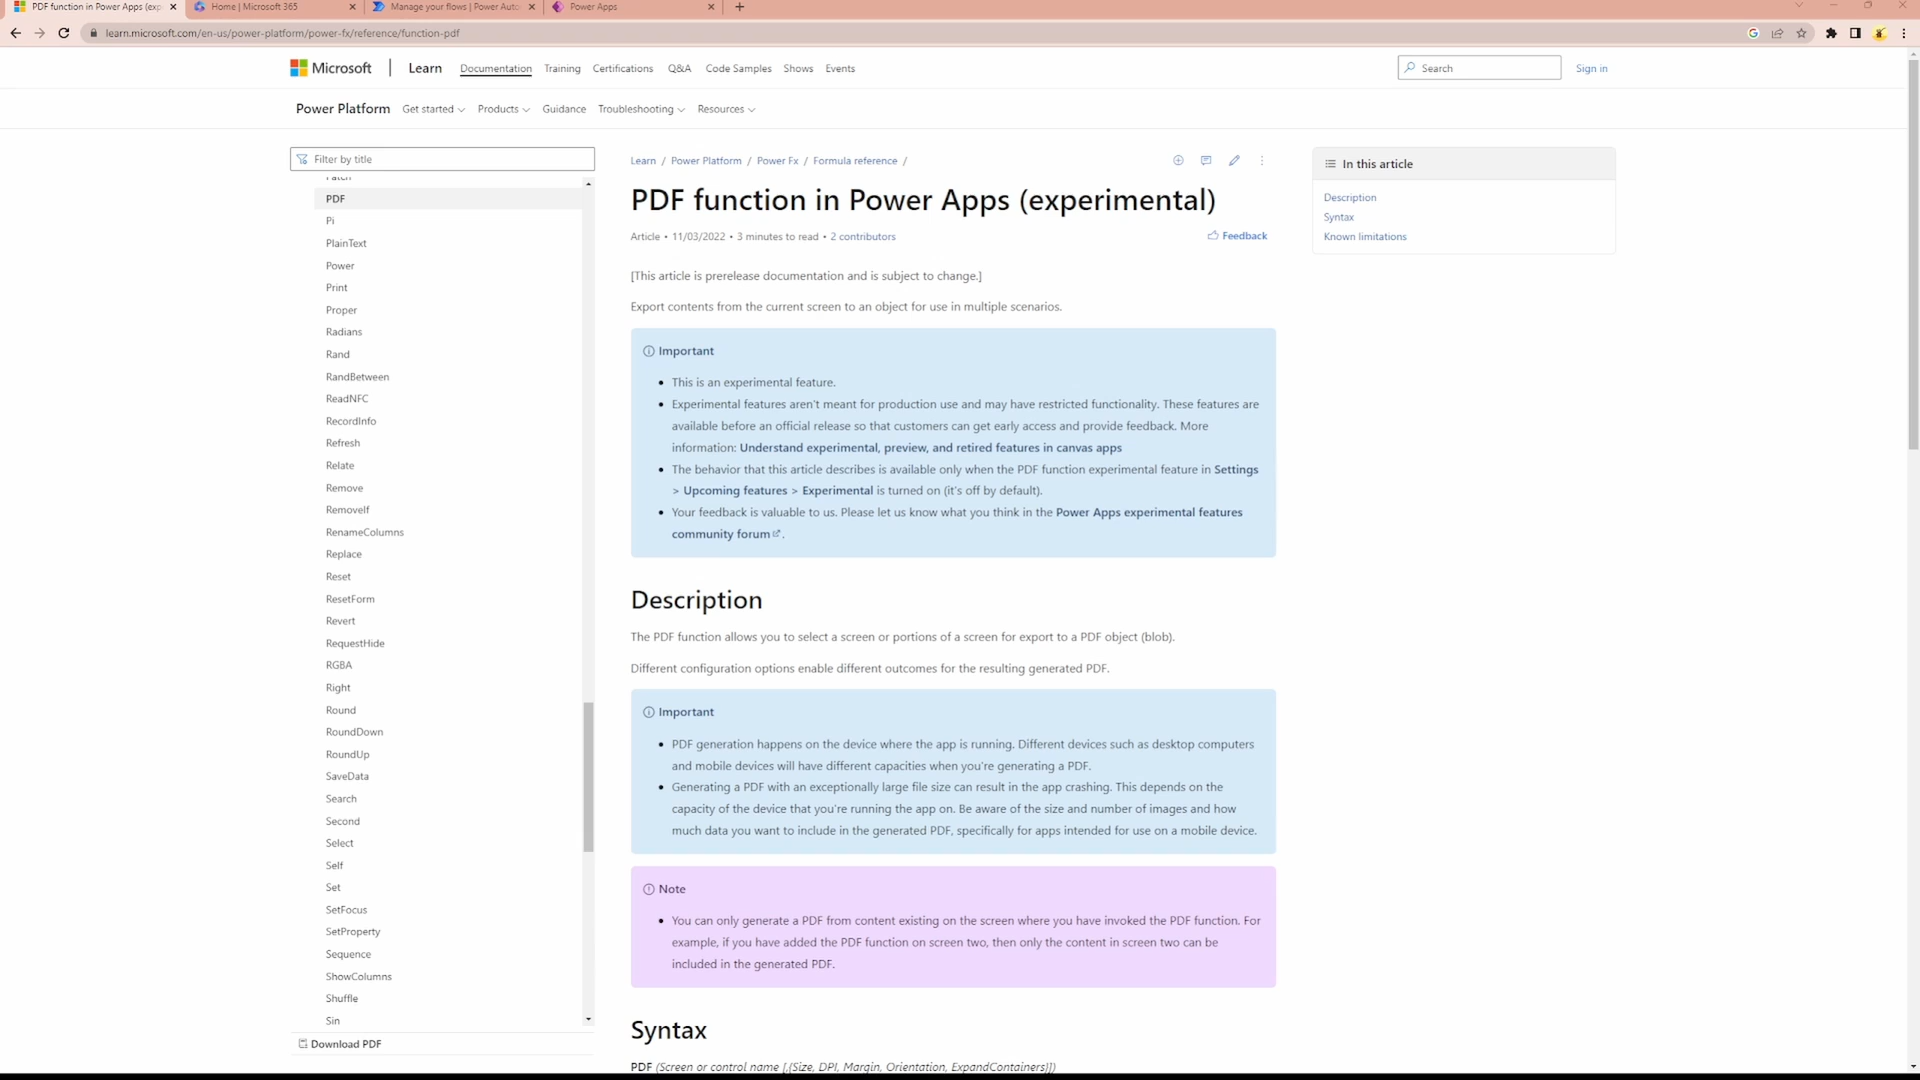 PDF function in Power Apps (exp
Home | Microsoft 365
Manage your flows | Power Auto
Power Apps
learn.microsoft.com/en-us/power-platform/power-fx/reference/function-pdf
Microsoft
Learn
Documentation
Training
Certifications
Q&A
Code Samples
Shows
Events
Search
Sign in
Power Platform
Get started
Products
Guidance
Troubleshooting
Resources
Filter by title
Patch
PDF
Pi
PlainText
Power
Print
Proper
Radians
Rand
RandBetween
ReadNFC
RecordInfo
Refresh
Relate
Remove
RemoveIf
RenameColumns
Replace
Reset
ResetForm
Revert
RequestHide
RGBA
Right
Round
RoundDown
RoundUp
SaveData
Search
Second
Select
Self
Set
SetFocus
SetProperty
Sequence
ShowColumns
Shuffle
Sin
Download PDF
Learn / Power Platform / Power Fx / Formula reference /
PDF function in Power Apps (experimental)
Article • 11/03/2022 • 3 minutes to read • 2 contributors
Feedback
[This article is prerelease documentation and is subject to change.]
Export contents from the current screen to an object for use in multiple scenarios.
Important
• This is an experimental feature.
• Experimental features aren't meant for production use and may have restricted functionality. These features are
available before an official release so that customers can get early access and provide feedback. More
information: Understand experimental, preview, and retired features in canvas apps
• The behavior that this article describes is available only when the PDF function experimental feature in Settings
> Upcoming features > Experimental is turned on (it's off by default).
• Your feedback is valuable to us. Please let us know what you think in the Power Apps experimental features
community forum.
Description
The PDF function allows you to select a screen or portions of a screen for export to a PDF object (blob).
Different configuration options enable different outcomes for the resulting generated PDF.
Important
• PDF generation happens on the device where the app is running. Different devices such as desktop computers
and mobile devices will have different capacities when you're generating a PDF.
• Generating a PDF with an exceptionally large file size can result in the app crashing. This depends on the
capacity of the device that you're running the app on. Be aware of the size and number of images and how
much data you want to include in the generated PDF, specifically for apps intended for use on a mobile device.
Note
• You can only generate a PDF from content existing on the screen where you have invoked the PDF function. For
example, if you have added the PDF function on screen two, then only the content in screen two can be
included in the generated PDF.
Syntax
PDF (Screen or control name [,{Size, DPI, Margin, Orientation, ExpandContainers}])
In this article
Description
Syntax
Known limitations